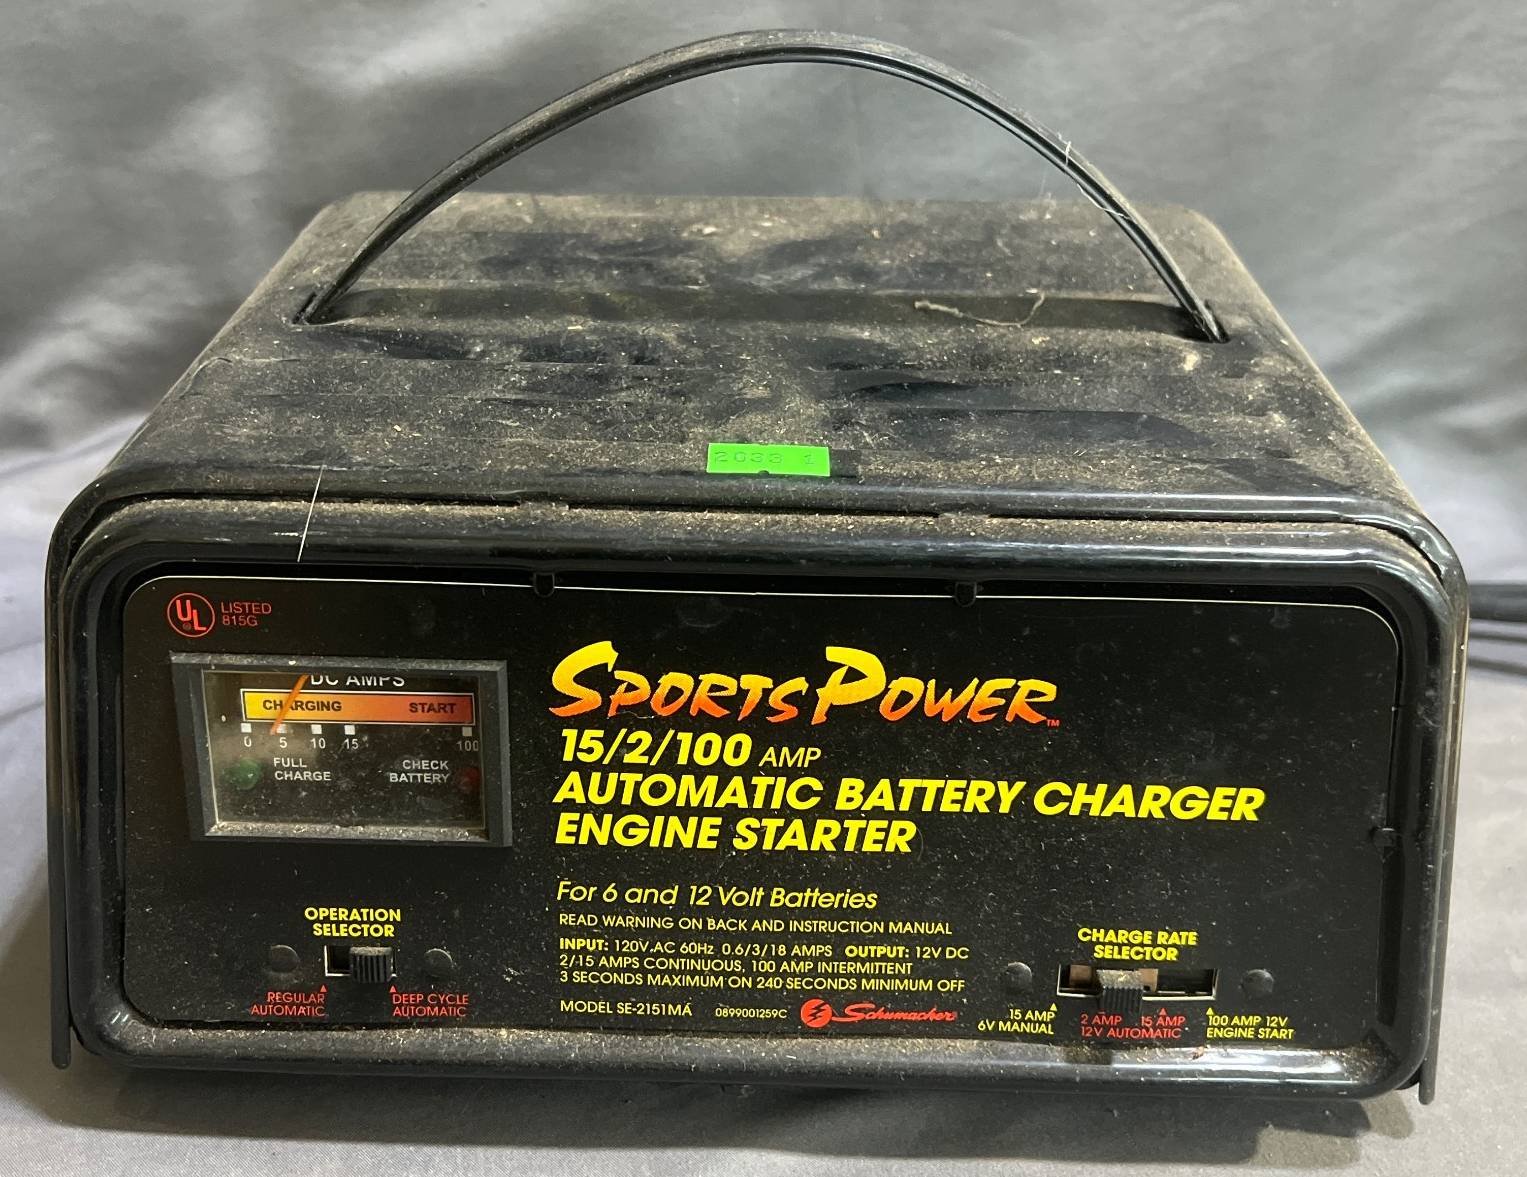 2033 1
UL LISTED
815G
DC AMPS
CHARGING START
0 5 10 15 100
FULL
CHARGE
CHECK
BATTERY
SPORTSPOWER™
15/2/100 AMP
AUTOMATIC BATTERY CHARGER
ENGINE STARTER
For 6 and 12 Volt Batteries
READ WARNING ON BACK AND INSTRUCTION MANUAL
INPUT: 120V.AC 60Hz 0.6/3/18 AMPS OUTPUT: 12V DC
2/15 AMPS CONTINUOUS, 100 AMP INTERMITTENT
3 SECONDS MAXIMUM ON 240 SECONDS MINIMUM OFF
MODEL SE-2151MA 0899001259C Schumacher
OPERATION
SELECTOR
REGULAR
AUTOMATIC
DEEP CYCLE
AUTOMATIC
CHARGE RATE
SELECTOR
15 AMP
6V MANUAL
2 AMP 15 AMP
12V AUTOMATIC
100 AMP 12V
ENGINE START